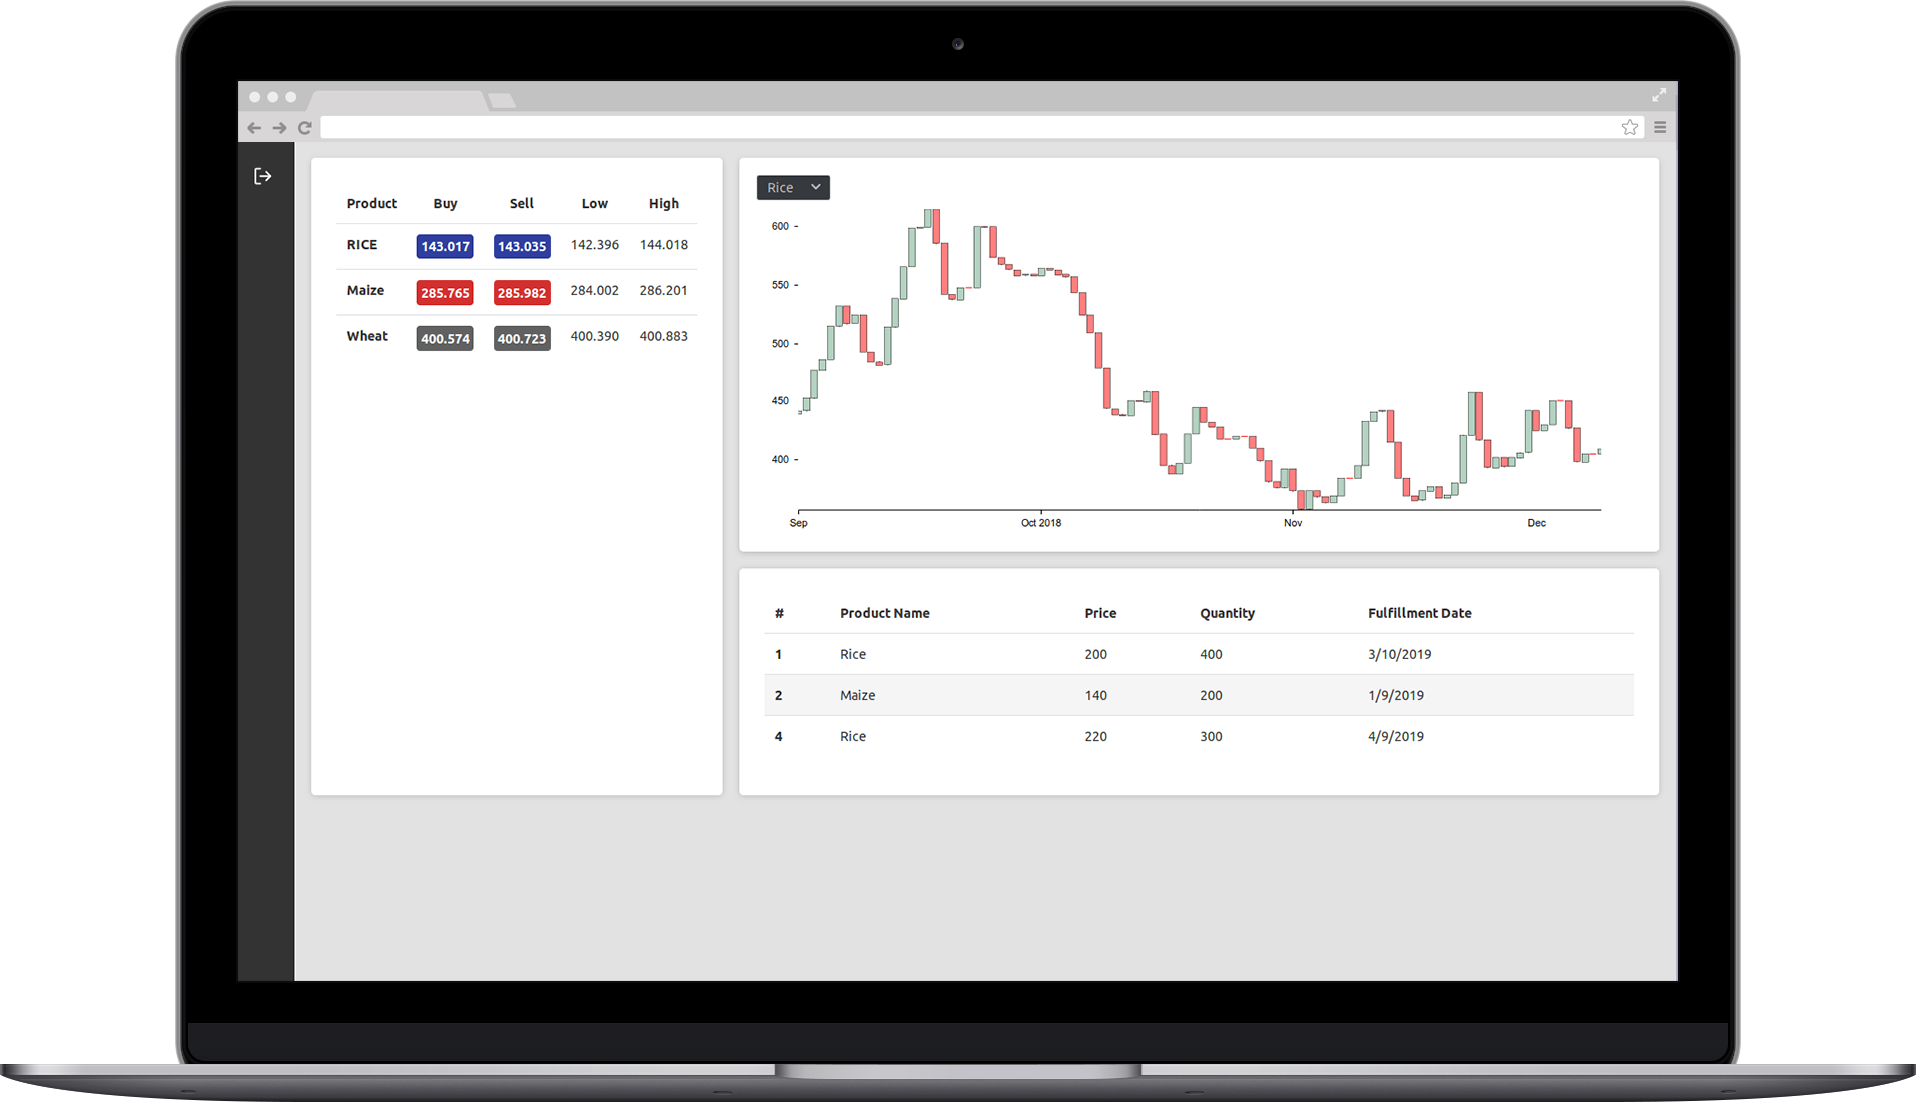 Product Buy Sell Low High
RICE 143.017 143.035 142.396 144.018
Maize 285.765 285.982 284.002 286.201
Wheat 400.574 400.723 400.390 400.883
Rice
600
550
500
450
400
Sep Oct 2018 Nov Dec
# Product Name Price Quantity Fulfillment Date
1 Rice 200 400 3/10/2019
2 Maize 140 200 1/9/2019
4 Rice 220 300 4/9/2019